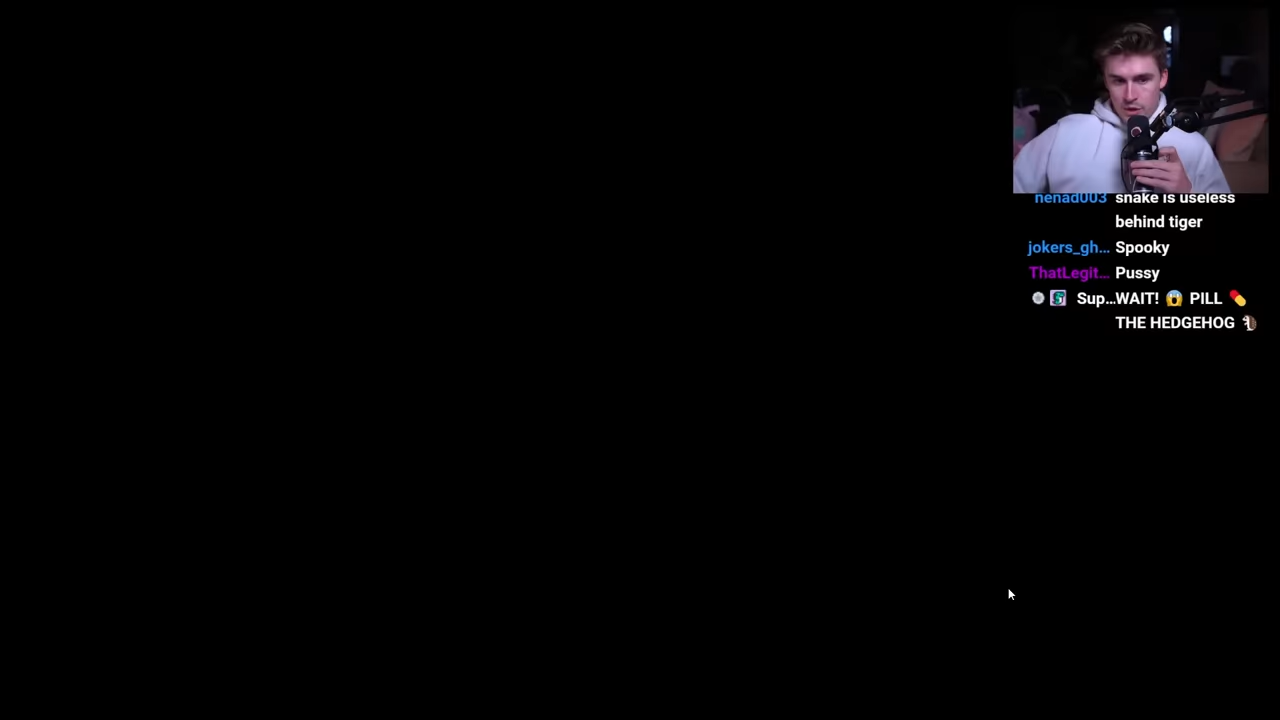 nenad003 snake is useless
behind tiger
jokers_gh... Spooky
ThatLegit... Pussy
Sup...WAIT! 😱 PILL 💊
THE HEDGEHOG 🦔